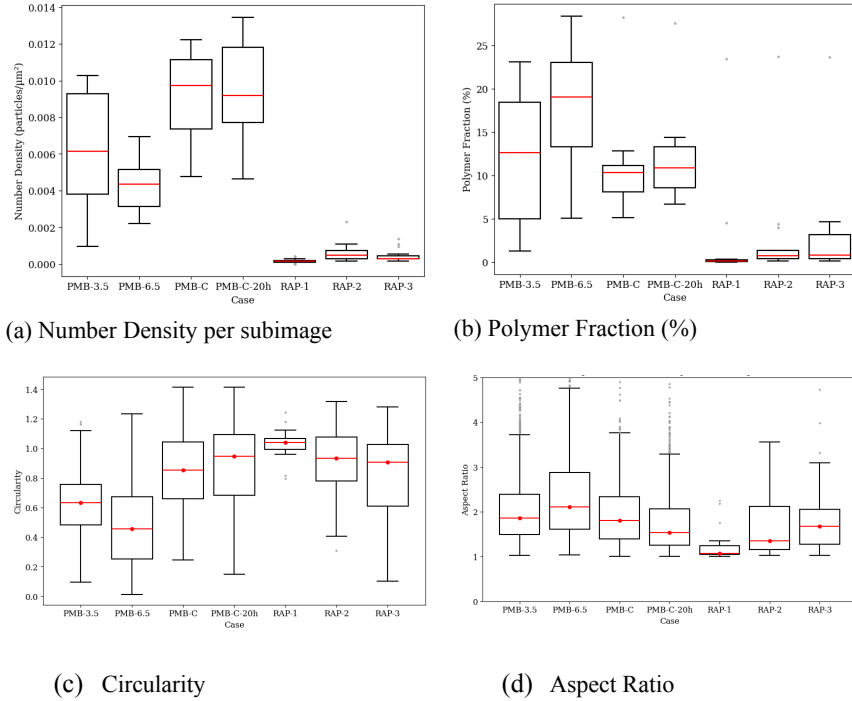 0.014
0.012
0.010
0.008
0.006
0.004
0.002
0.000
Number Density (particles/μm²)
PMB-3.5 PMB-6.5 PMB-C PMB-C-20h RAP-1 RAP-2 RAP-3
Case
(a) Number Density per subimage
25
20
15
10
5
0
Polymer Fraction (%)
PMB-3.5 PMB-6.5 PMB-C PMB-C-20h RAP-1 RAP-2 RAP-3
Case
(b) Polymer Fraction (%)
1.4
1.2
1.0
0.8
0.6
0.4
0.2
0.0
Circularity
PMB-3.5 PMB-6.5 PMB-C PMB-C-20h RAP-1 RAP-2 RAP-3
Case
(c) Circularity
5
4
3
2
1
0
Aspect Ratio
PMB-3.5 PMB-6.5 PMB-C PMB-C-20h RAP-1 RAP-2 RAP-3
Case
(d) Aspect Ratio